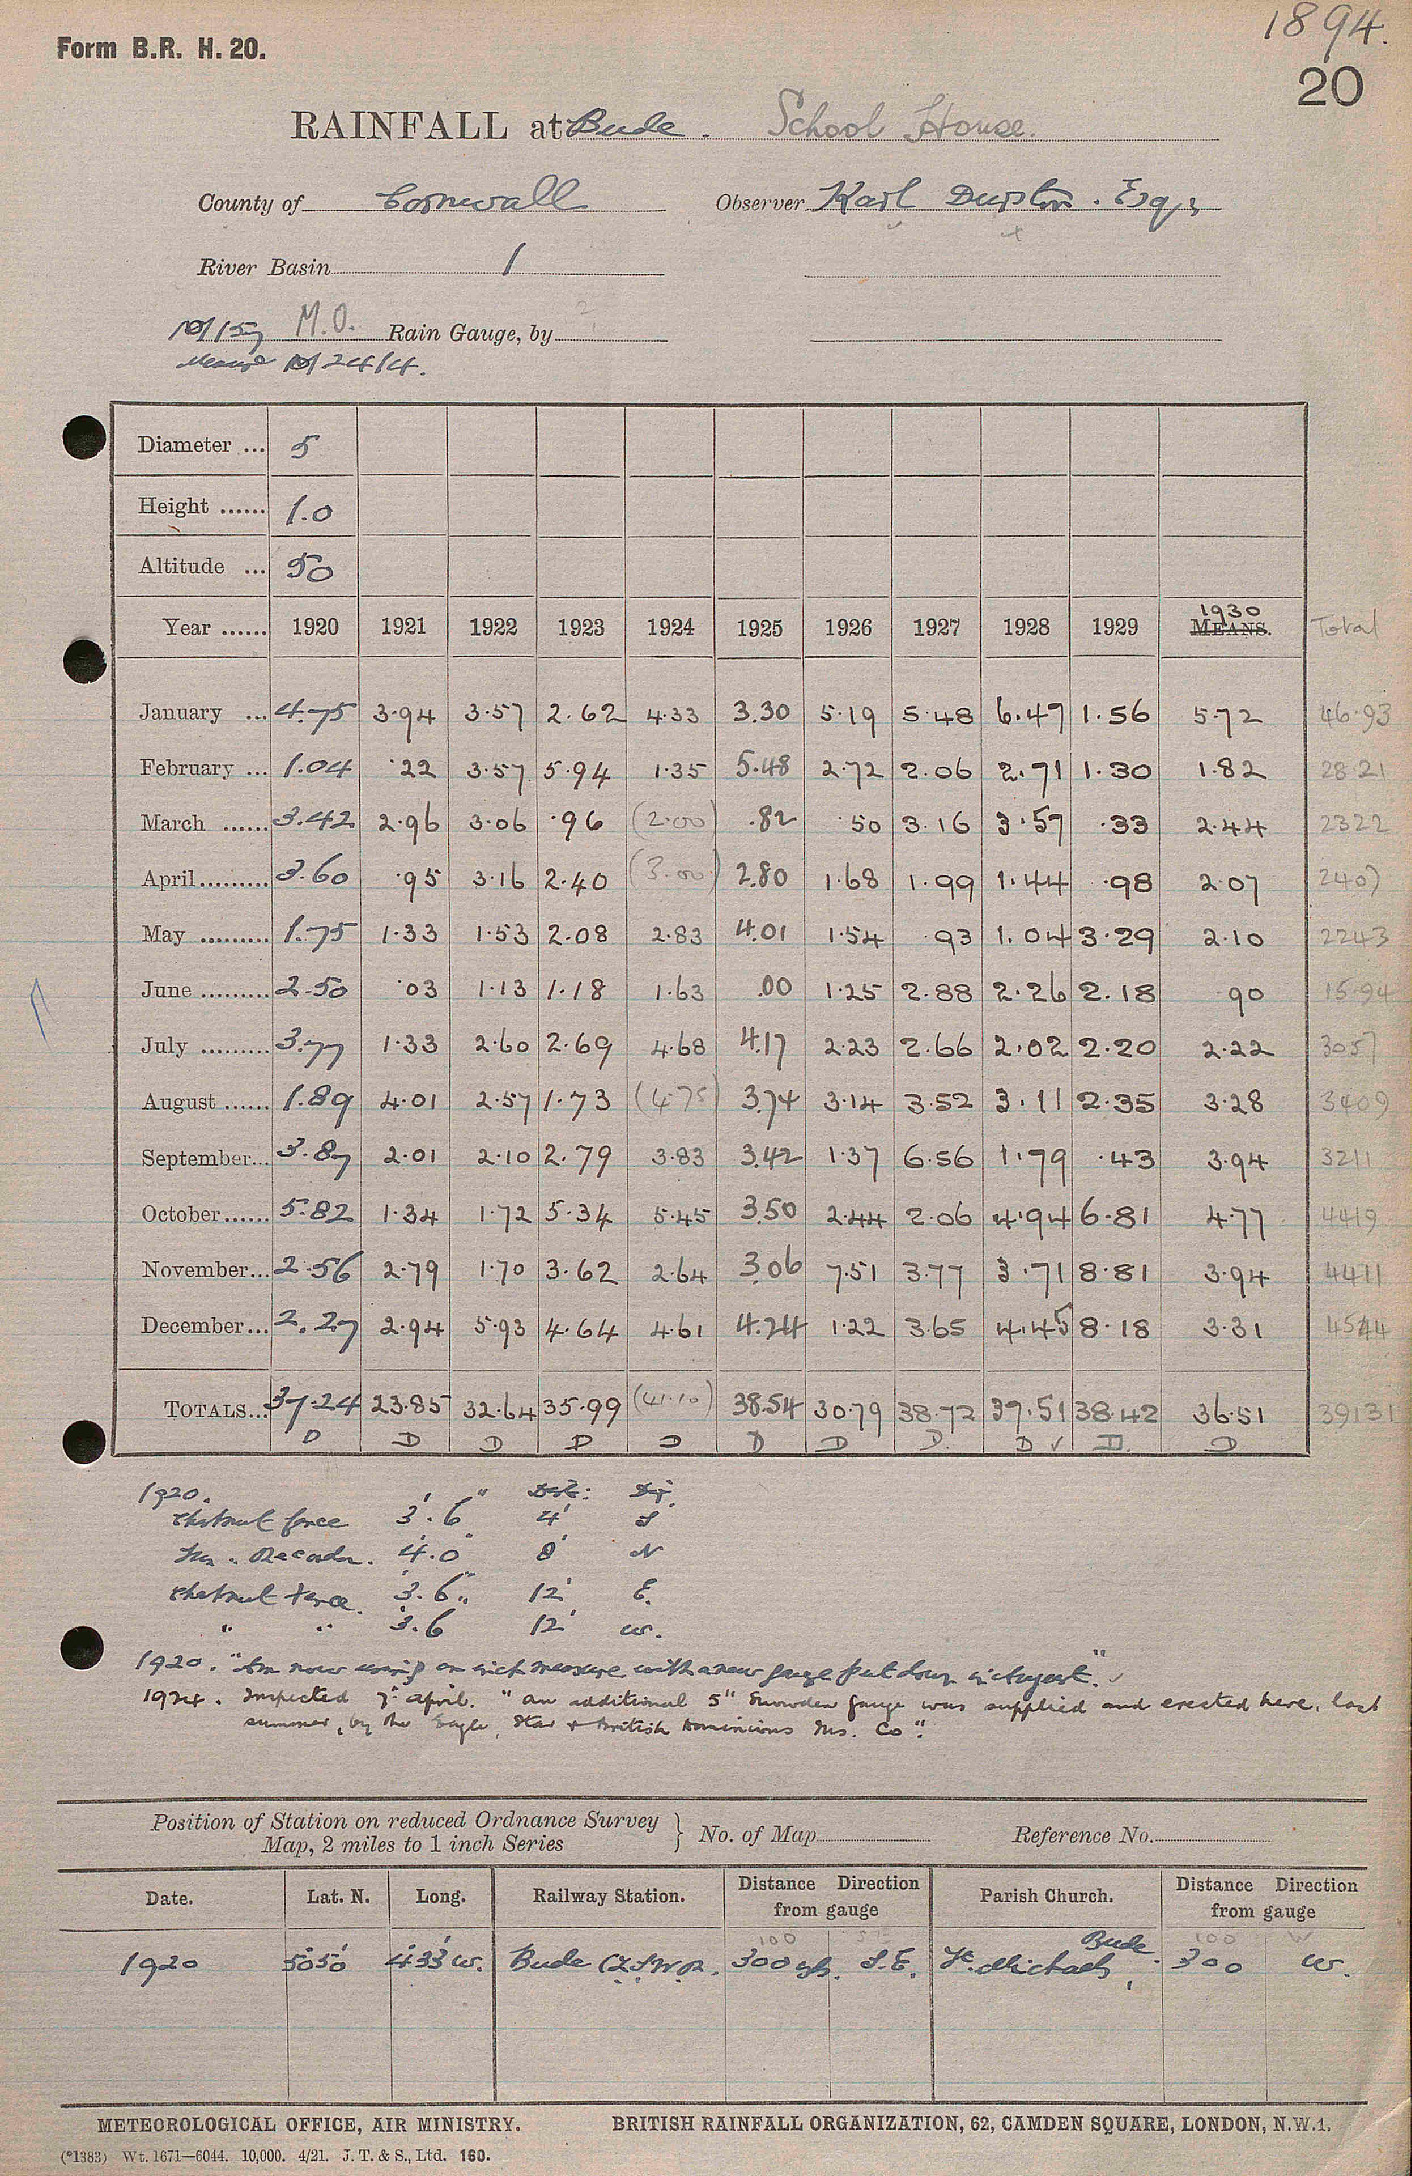 1894.
Form B.R. H. 20.
20
RAINFALL at Bude. School House.
County of Cornwall Observer Karl Durston. Esq,
River Basin 1
M.O. Rain Gauge, by
Diameter ... 5
Height ...... 1.0
Altitude ... 50
Year ...... 1920 1921 1922 1923 1924 1925 1926 1927 1928 1929 1930 MEANS. Total
January ... 4.75 3.94 3.57 2.62 4.33 3.30 5.19 5.48 6.47 1.56 5.72 46.93
February ... 1.04 .22 3.57 5.94 1.35 5.48 2.72 2.06 2.71 1.30 1.82 28.21
March ...... 3.42 2.96 3.06 .96 (2.00) .82 .50 3.16 3.57 .33 2.44 2322
April ......... 3.60 .95 3.16 2.40 (3.00) 2.80 1.68 1.99 1.44 .98 2.07 2407
May ......... 1.75 1.33 1.53 2.08 2.83 4.01 1.54 .93 1.04 3.29 2.10 2243
June ......... 2.50 .03 1.13 1.18 1.63 .00 1.25 2.88 2.26 2.18 .90 15.94
July ......... 3.77 1.33 2.60 2.69 4.68 4.17 2.23 2.66 2.02 2.20 2.22 3057
August ...... 1.89 4.01 2.57 1.73 (4.75) 3.74 3.14 3.52 3.11 2.35 3.28 3409
September... 3.87 2.01 2.10 2.79 3.83 3.42 1.37 6.56 1.79 .43 3.94 3211
October ...... 5.82 1.34 1.72 5.34 5.45 3.50 2.44 2.06 4.94 6.81 4.77 4419
November... 2.56 2.79 1.70 3.62 2.64 3.06 7.51 3.77 3.71 8.81 3.94 4411
December ... 2.27 2.94 5.93 4.64 4.61 4.24 1.22 3.65 4.45 8.18 3.31 4544
TOTALS... 37.24 23.85 32.64 35.99 (41.10) 38.54 30.79 38.72 37.51 38.42 36.51 39131
D D D D D D D D. D ✓ D. D
1920. ' " Dist: Dir.
Chestnut fence 3.6 4' S
4.0 8' N
Chestnut fence. 3.6" 12' E.
" " 3.6 12' W.
1920. "Am now using an inch measure with a new gauge put down in August."
1924. Inspected 7: April. "an additional 5" Snowdon gauge was supplied and erected here, last
summer, by the Eagle, Star & British Dominions Ins. Co".
Position of Station on reduced Ordnance Survey
Map, 2 miles to 1 inch Series } No. of Map Reference No.
Date. Lat. N. Long. Railway Station. Distance Direction from gauge Parish Church. Distance Direction from gauge
100 100 W
1920 50°50' 4°33' W. Bude (L.S.W.R. 300 yds. S.E. St. Michaels, Bude 300 W.
METEOROLOGICAL OFFICE, AIR MINISTRY. BRITISH RAINFALL ORGANIZATION, 62, CAMDEN SQUARE, LONDON, N.W.1.
(*1383) Wt. 1671—6044. 10,000. 4/21. J. T. & S., Ltd. 160.